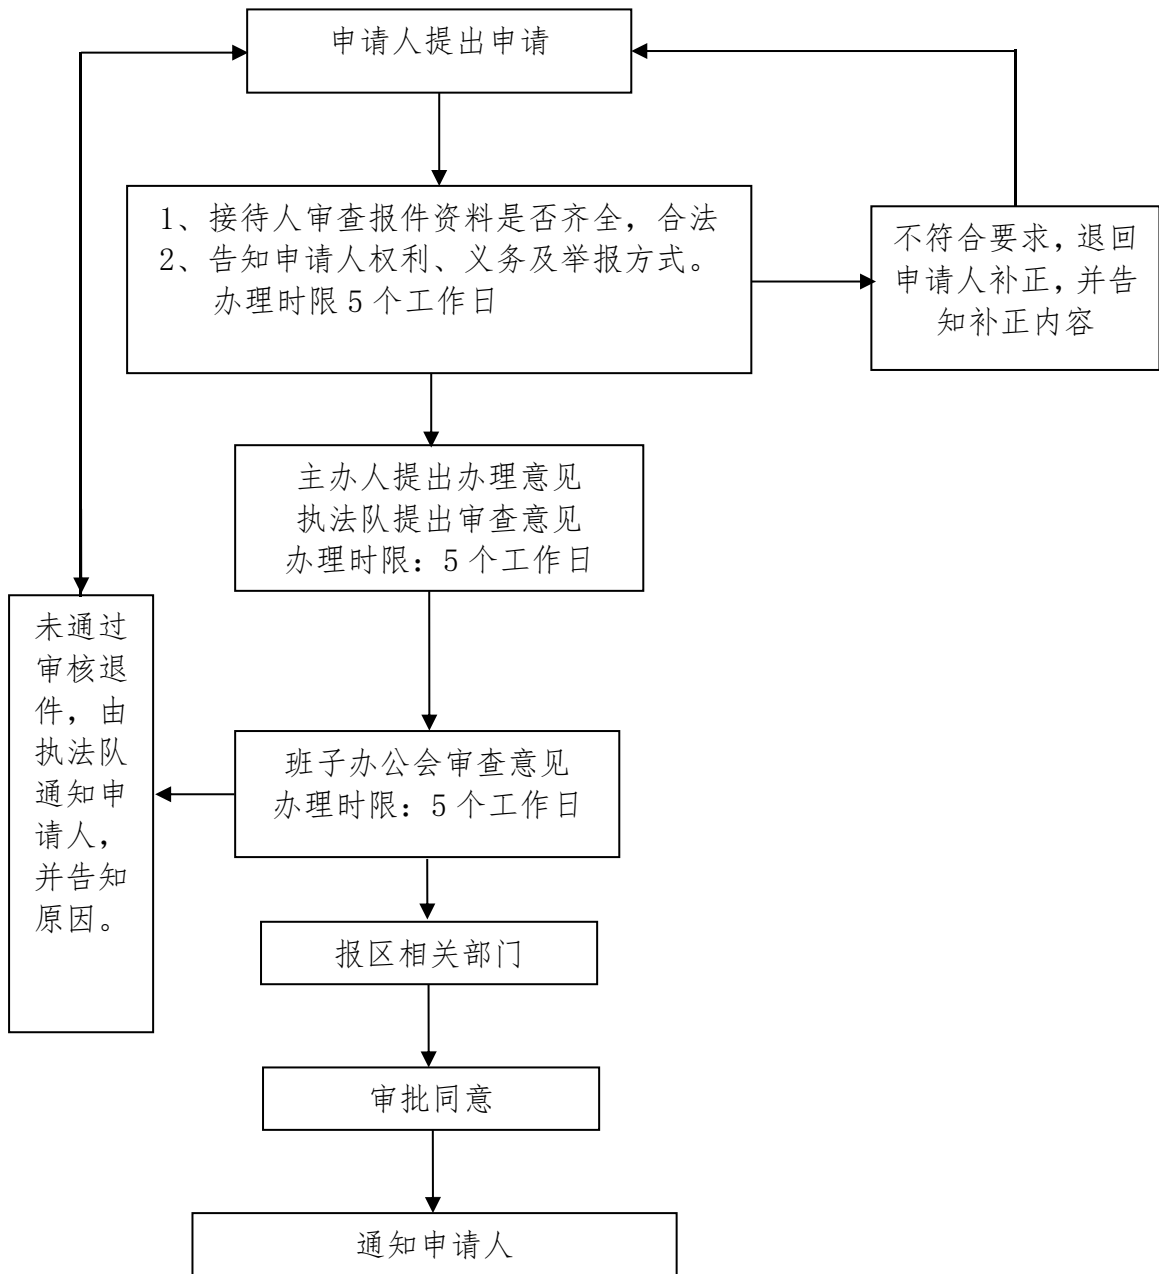 申请人提出申请
1、接待人审查报件资料是否齐全，合法
2、告知申请人权利、义务及举报方式。
办理时限 5 个工作日
不符合要求，退回
申请人补正，并告
知补正内容
主办人提出办理意见
执法队提出审查意见
办理时限：5 个工作日
未通过
审核退
件，由
执法队
通知申
请人，
并告知
原因。
班子办公会审查意见
办理时限：5 个工作日
报区相关部门
审批同意
通知申请人